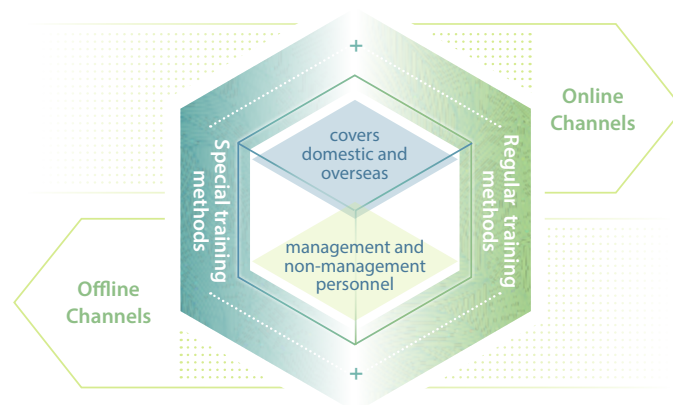 +
Online
Channels
covers
domestic and
overseas
Special training
methods
Regular training
methods
management and
non-management
personnel
Offline
Channels
+